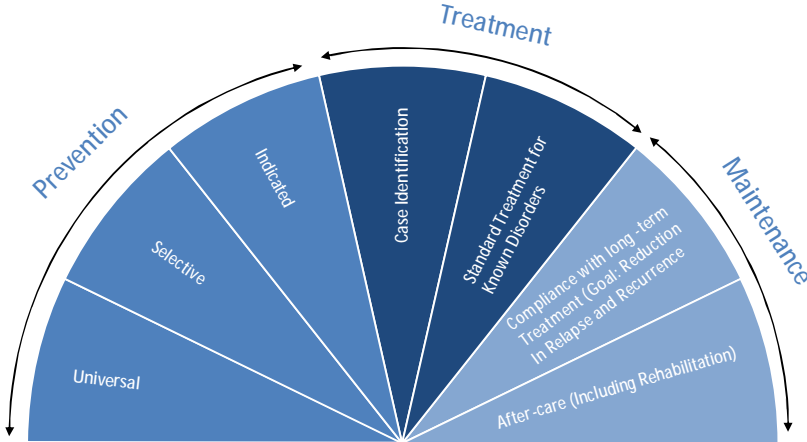 Treatment
Prevention
Maintenance
Universal
Selective
Indicated
Case Identification
Standard Treatment for
Known Disorders
Compliance with long -term
Treatment (Goal: Reduction
In Relapse and Recurrence
After-care (Including Rehabilitation)